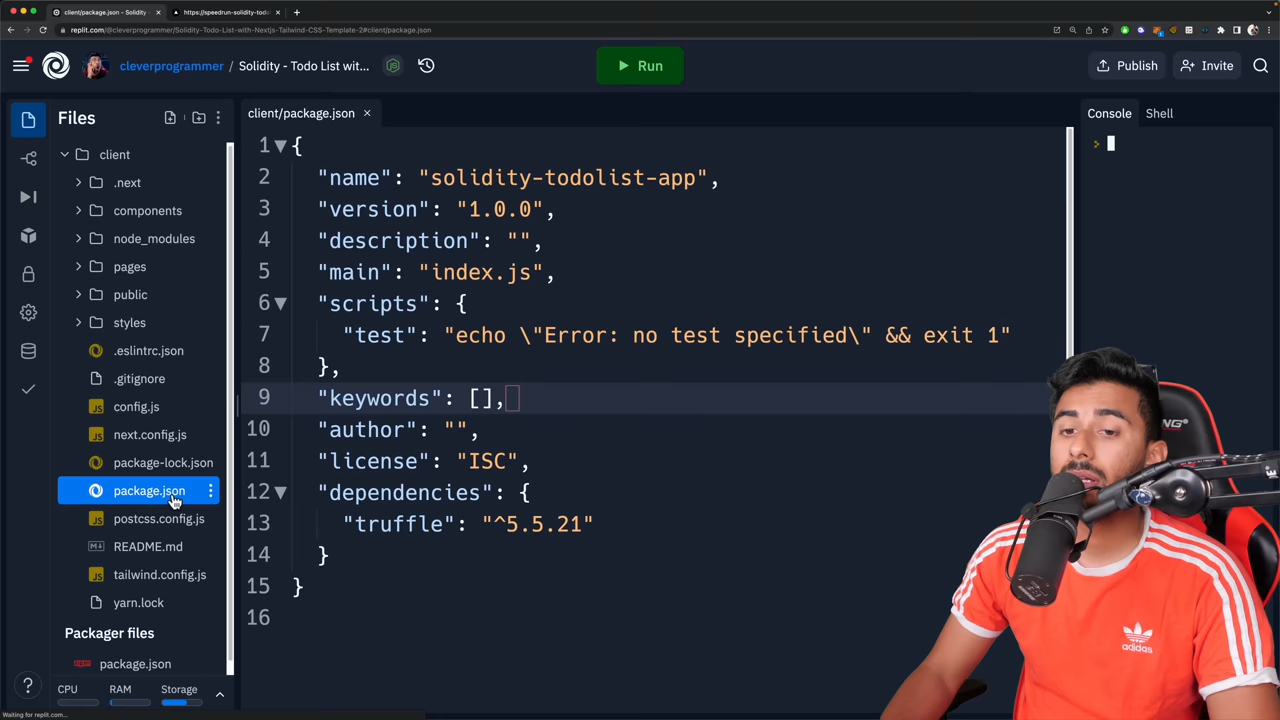 client/package.json - Solidity -
https://speedrun-solidity-tod
replit.com/@cleverprogrammer/Solidity-Todo-List-with-Nextjs-Tailwind-CSS-Template-2#client/package.json
cleverprogrammer / Solidity - Todo List wit...
Run
Publish
Invite
Files
client
.next
components
node_modules
pages
public
styles
.eslintrc.json
.gitignore
config.js
next.config.js
package-lock.json
package.json
postcss.config.js
README.md
tailwind.config.js
yarn.lock
Packager files
package.json
CPU
RAM
Storage
Waiting for replit.com...
client/package.json
1 {
2 "name": "solidity-todolist-app",
3 "version": "1.0.0",
4 "description": "",
5 "main": "index.js",
6 "scripts": {
7 "test": "echo \"Error: no test specified\" && exit 1"
8 },
9 "keywords": [],
10 "author": "",
11 "license": "ISC",
12 "dependencies": {
13 "truffle": "^5.5.21"
14 }
15 }
16
Console
Shell
adidas